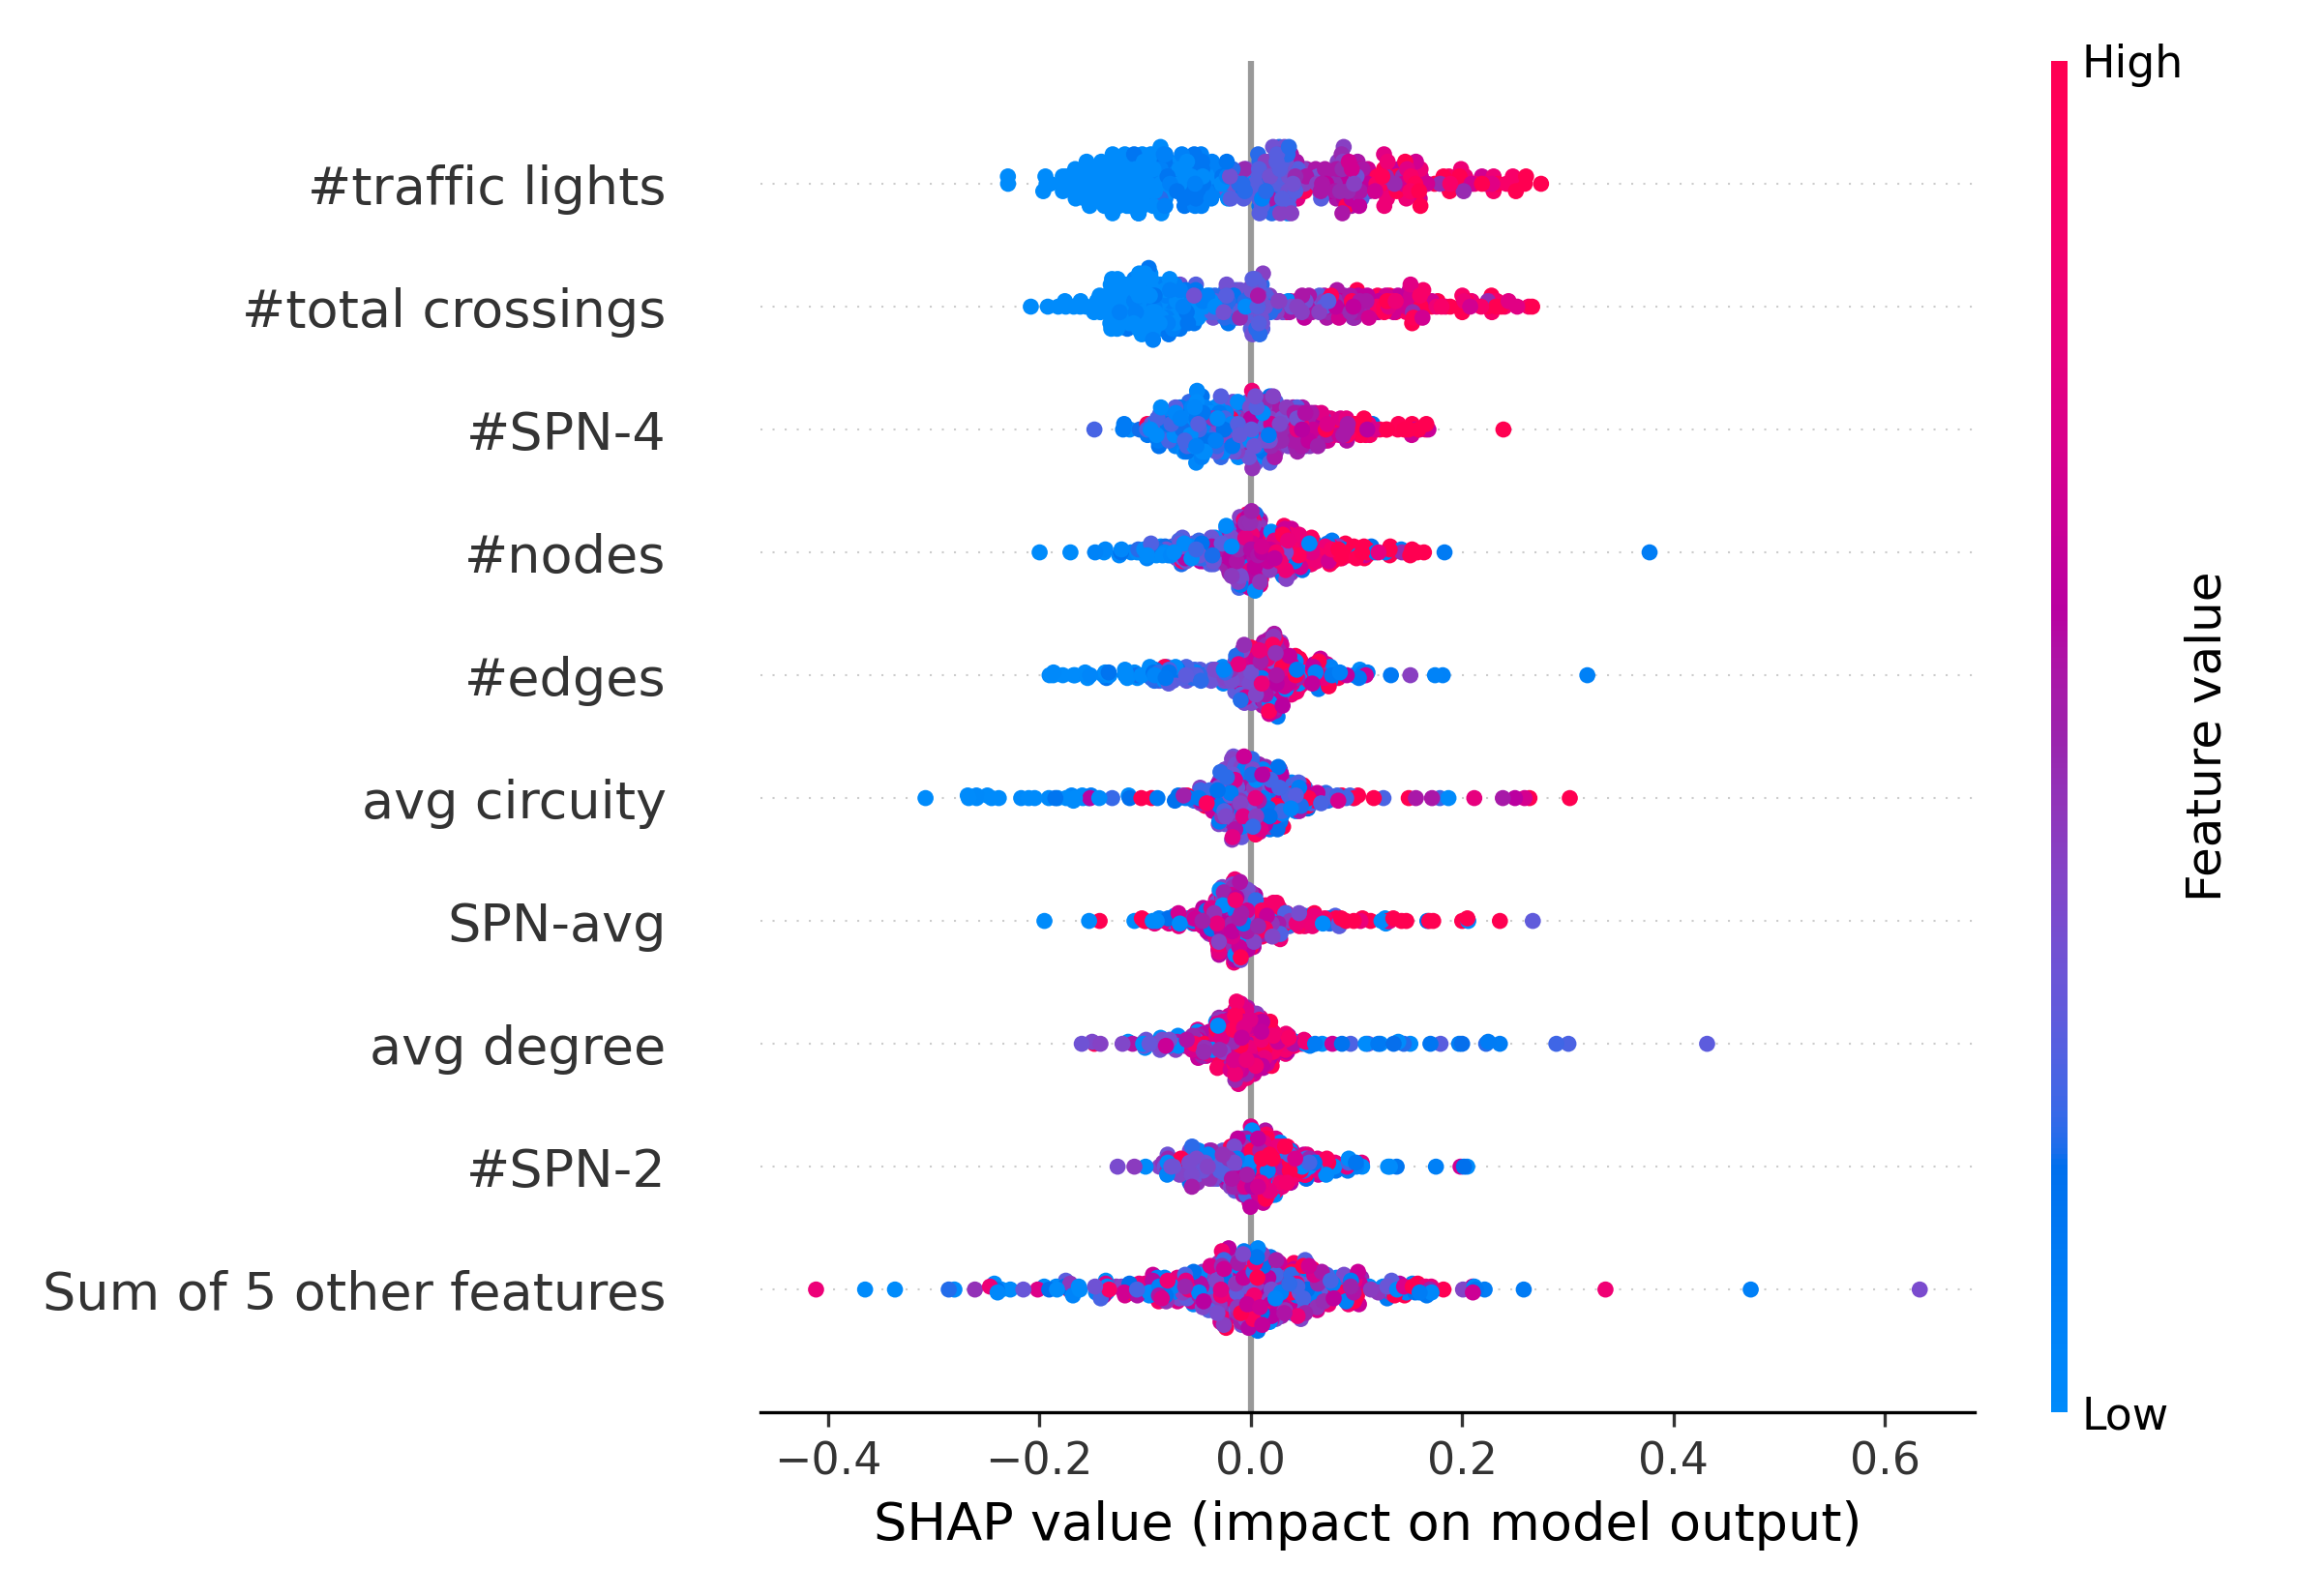 High
#traffic lights
#total crossings
#SPN-4
#nodes
#edges
avg circuity
SPN-avg
avg degree
#SPN-2
Sum of 5 other features
Feature value
Low
−0.4 −0.2 0.0 0.2 0.4 0.6
SHAP value (impact on model output)